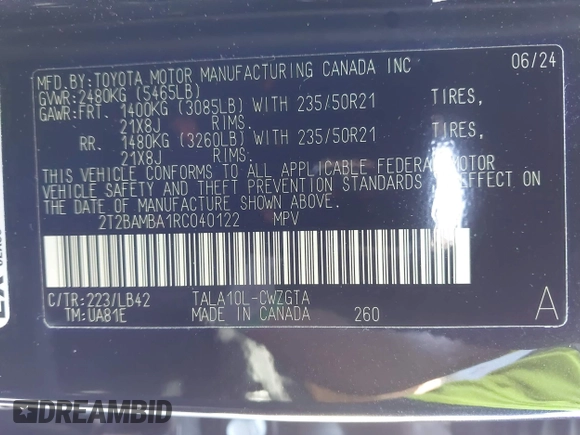 MFD.BY:TOYOTA MOTOR MANUFACTURING CANADA INC 06/24
GVWR:2480KG (5465LB)
GAWR:FRT. 1400KG (3085LB) WITH 235/50R21 TIRES,
21X8J RIMS.
RR. 1480KG (3260LB) WITH 235/50R21 TIRES,
21X8J RIMS.
THIS VEHICLE CONFORMS TO ALL APPLICABLE FEDERAL MOTOR
VEHICLE SAFETY AND THEFT PREVENTION STANDARDS IN EFFECT ON
THE DATE OF MANUFACTURE SHOWN ABOVE.
2T2BAMBA1RC040122 MPV
C/TR:223/LB42 TALA10L-CWZGTA A
TM:UA81E MADE IN CANADA 260
DREAMBID